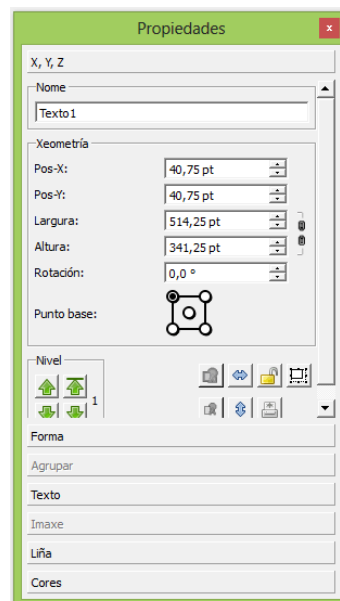 Propiedades
x
X, Y, Z
Nome
Texto1
Xeometría
Pos-X: 40,75 pt
Pos-Y: 40,75 pt
Largura: 514,25 pt
Altura: 341,25 pt
Rotación: 0,0 °
Punto base:
Nivel
1
Forma
Agrupar
Texto
Imaxe
Liña
Cores